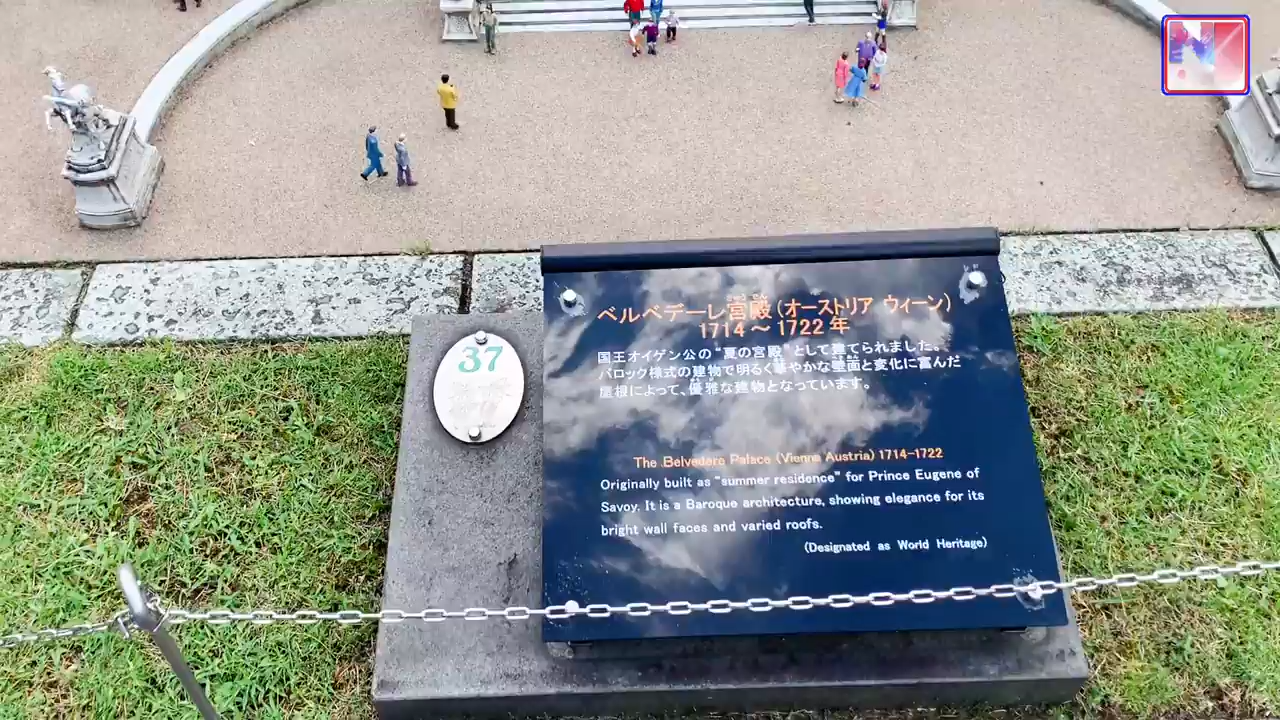 37
ベルベデーレ宮殿(オーストリア ウィーン)
1714～1722年
国王オイゲン公の"夏の宮殿"として建てられました。
バロック様式の建物で明るく華やかな壁面と変化に富んだ
屋根によって、優雅な建物となっています。
The Belvedere Palace (Vienna Austria) 1714-1722
Originally built as "summer residence" for Prince Eugene of
Savoy. It is a Baroque architecture, showing elegance for its
bright wall faces and varied roofs.
(Designated as World Heritage)